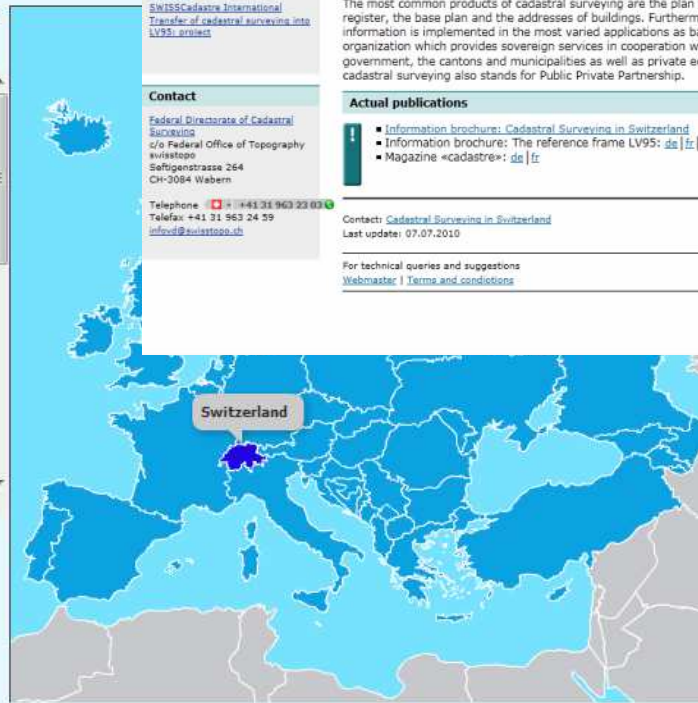 SWISSCadastre International
Transfer of cadastral surveying into
LV95: project
Contact
Federal Directorate of Cadastral
Surveying
c/o Federal Office of Topography
swisstopo
Seftigenstrasse 264
CH-3084 Wabern
Telephone +41 31 963 23 03
Telefax +41 31 963 24 59
infovd@swisstopo.ch
The most common products of cadastral surveying are the plan
register, the base plan and the addresses of buildings. Furtherm
information is implemented in the most varied applications as ba
organization which provides sovereign services in cooperation w
government, the cantons and municipalities as well as private e
cadastral surveying also stands for Public Private Partnership.
Actual publications
! ▪ Information brochure: Cadastral Surveying in Switzerland
▪ Information brochure: The reference frame LV95: de | fr |
▪ Magazine «cadastre»: de | fr
Contact: Cadastral Surveying in Switzerland
Last update: 07.07.2010
For technical queries and suggestions
Webmaster | Terms and condictions
Switzerland